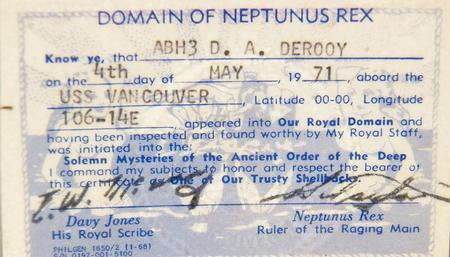 DOMAIN OF NEPTUNUS REX
Know ye, that ABH3 D. A. DEROOY
on the 4th day of MAY, 1971, aboard the
USS VANCOUVER, Latitude 00-00, Longitude
106-14E, appeared into Our Royal Domain and
having been inspected and found worthy by My Royal Staff,
was initiated into the:
Solemn Mysteries of the Ancient Order of the Deep
I command my subjects to honor and respect the bearer of
this certificate as One of Our Trusty Shellbacks.
Davy Jones Neptunus Rex
His Royal Scribe Ruler of the Raging Main
PHILGEN 1650/2 (1-68)
S/N 0197-001-5100